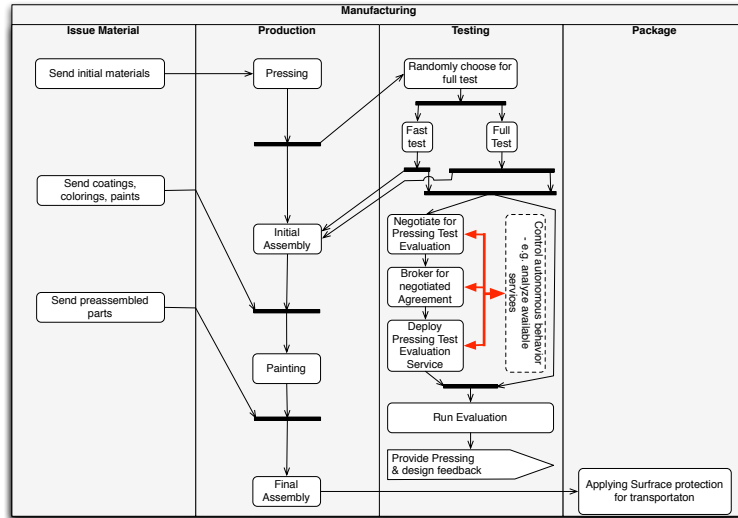 Manufacturing
Issue Material
Production
Testing
Package
Send initial materials
Pressing
Randomly choose for
full test
Fast
test
Full
Test
Send coatings,
colorings, paints
Initial
Assembly
Negotiate for
Pressing Test
Evaluation
Broker for
negotiated
Agreement
Deploy
Pressing Test
Evaluation
Service
Control autonomous behavior
- e.g. analyze available
services
Send preassembled
parts
Painting
Run Evaluation
Provide Pressing
& design feedback
Final
Assembly
Applying Surfrace protection
for transportaton